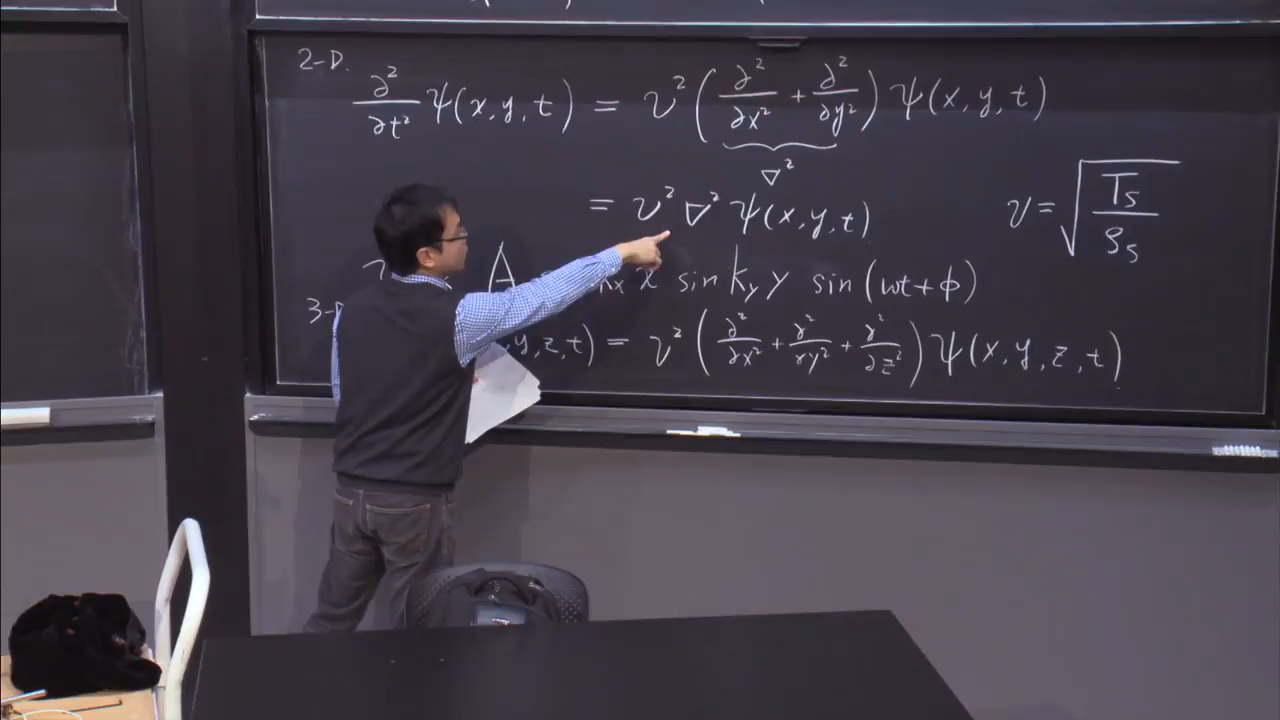 2-D.
∂²/∂t² ψ(x,y,t) = v² (∂²/∂x² + ∂²/∂y²) ψ(x,y,t)
∇²
= v² ∇² ψ(x,y,t)
v = √(T_s/ρ_s)
A x sin k_y y sin(ωt+φ)
3-
y,z,t) = v² (∂²/∂x² + ∂²/∂y² + ∂²/∂z²) ψ(x,y,z,t)